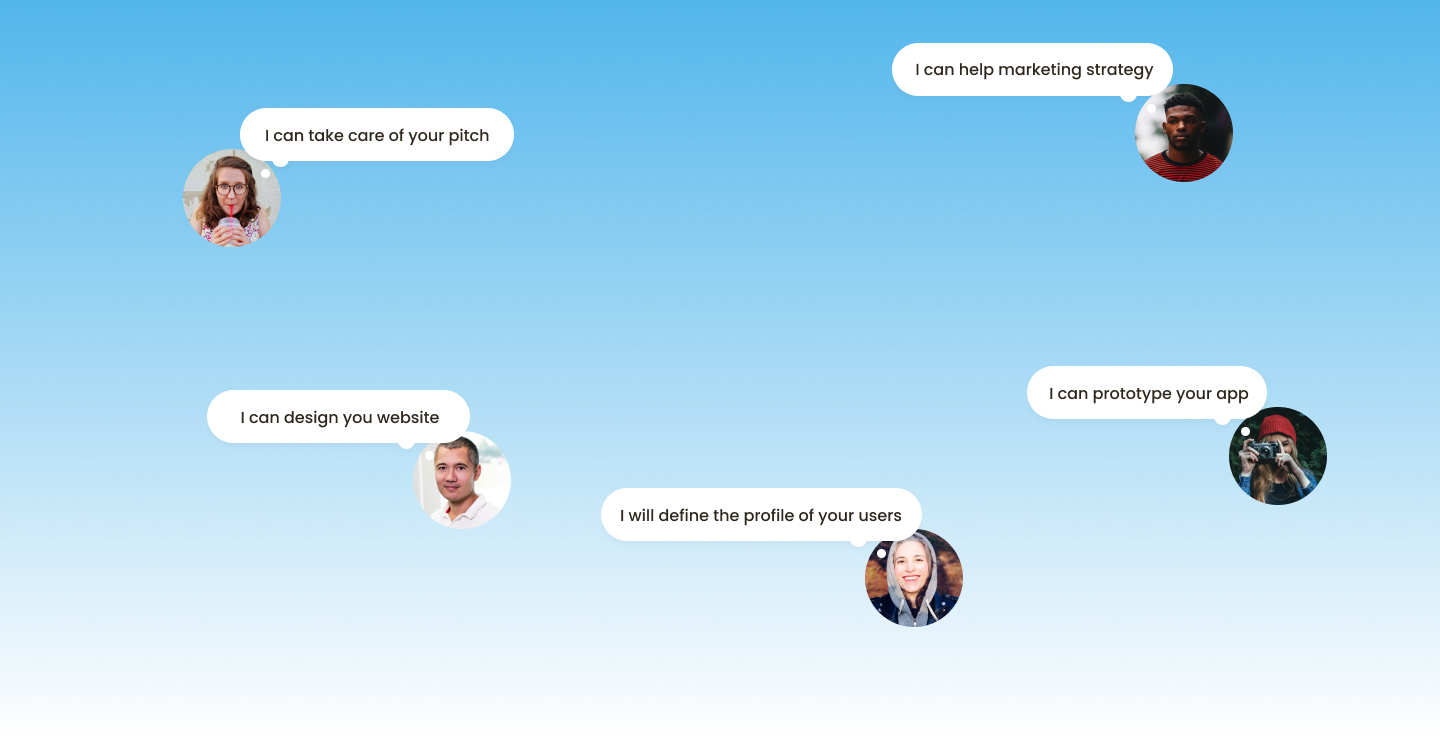 I can help marketing strategy
I can take care of your pitch
I can prototype your app
I can design you website
I will define the profile of your users